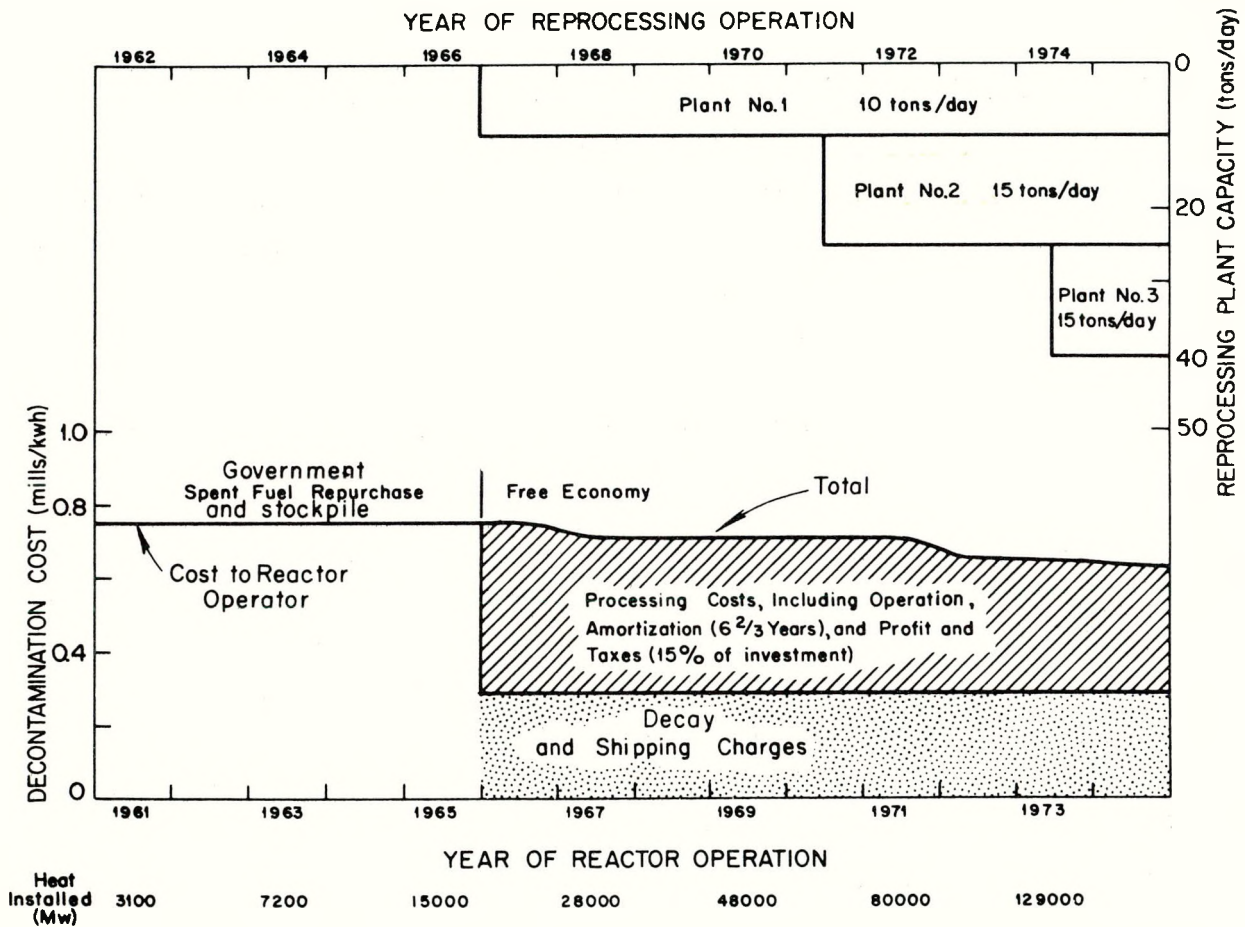 YEAR OF REPROCESSING OPERATION
1962 1964 1966 1968 1970 1972 1974
0
20
40
50
REPROCESSING PLANT CAPACITY (tons/day)
Plant No.1 10 tons/day
Plant No.2 15 tons/day
Plant No.3
15 tons/day
DECONTAMINATION COST (mills/kwh)
1.0
0.8
0.4
0
Government
Spent Fuel Repurchase
and stockpile
Free Economy
Total
Cost to Reactor
Operator
Processing Costs, Including Operation,
Amortization (6 2/3 Years), and Profit and
Taxes (15% of investment)
Decay
and Shipping Charges
1961 1963 1965 1967 1969 1971 1973
YEAR OF REACTOR OPERATION
Heat
Installed
(Mw)
3100 7200 15000 28000 48000 80000 129000